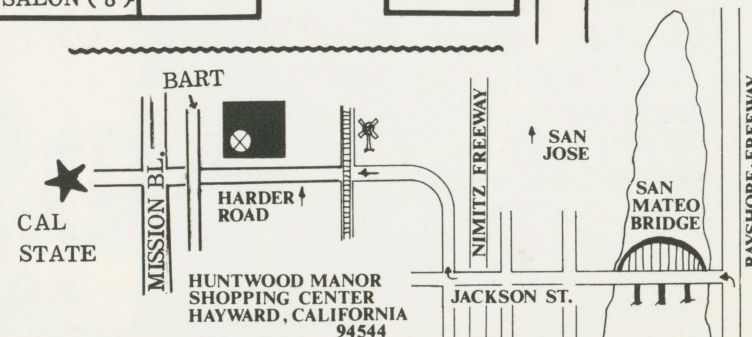 SALON (8)
BART
MISSION BL.
CAL
STATE
HARDER
ROAD
HUNTWOOD MANOR
SHOPPING CENTER
HAYWARD, CALIFORNIA
94544
NIMITZ FREEWAY
SAN
JOSE
JACKSON ST.
SAN
MATEO
BRIDGE
BAYSHORE FREEWAY